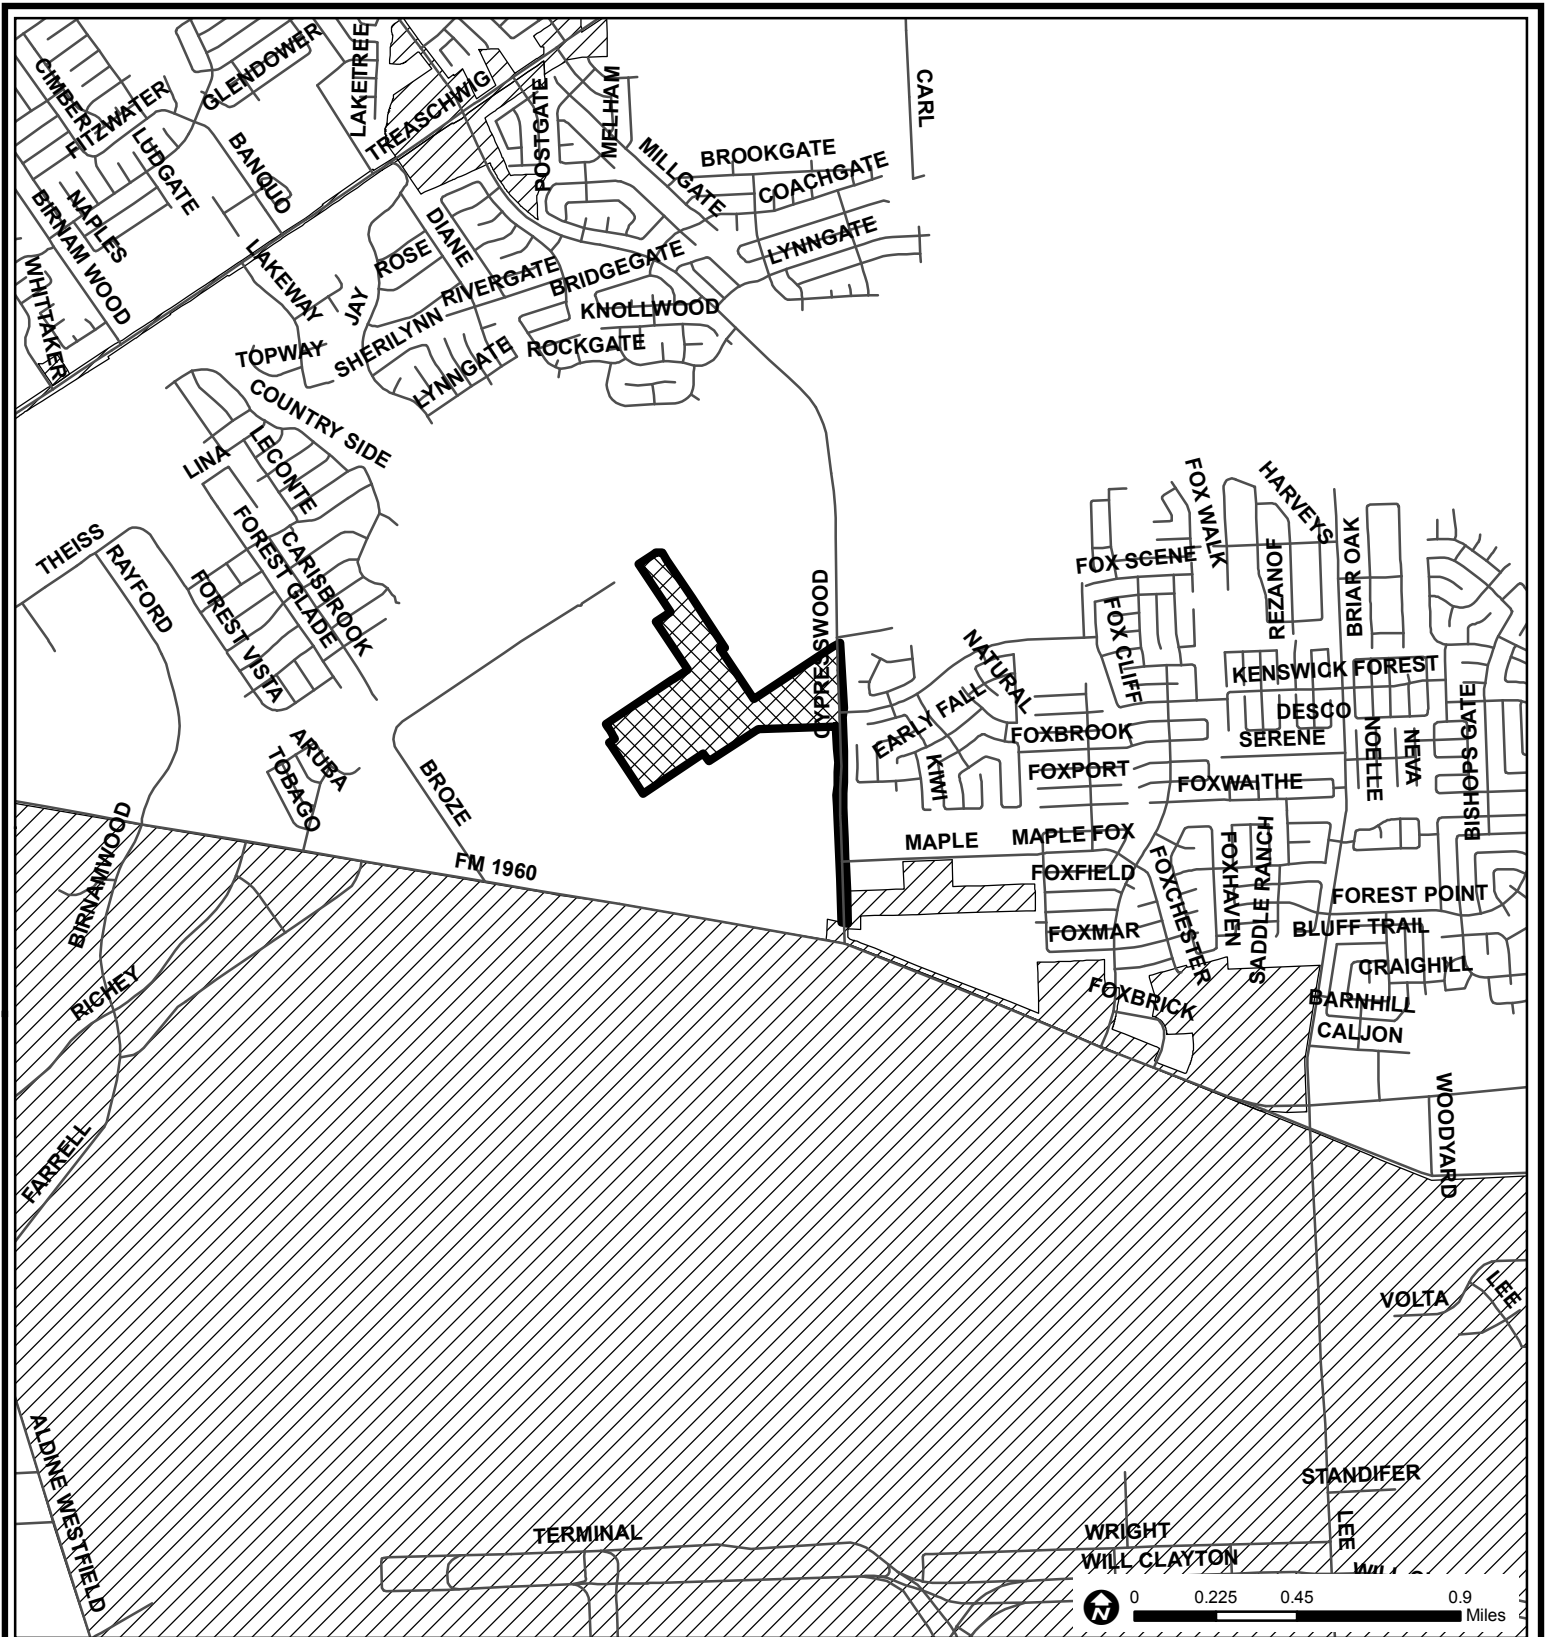 CIMBER
FITZWATER
GLENDOWER
LAKETREE
TREASCHWIG
POSTGATE
MELHAM
CARL
LUDGATE
BANQUO
MILLGATE
BROOKGATE
COACHGATE
NAPLES
BIRNAM WOOD
DIANE
LYNNGATE
WHITTAKER
LAKEWAY
ROSE
JAY
RIVERGATE
BRIDGEGATE
KNOLLWOOD
SHERILYNN
ROCKGATE
TOPWAY
LYNNGATE
COUNTRY SIDE
LINA
LECONTE
FOX WALK
HARVEYS
THEISS
RAYFORD
FOREST GLADE
CARISBROOK
FOREST VISTA
FOX SCENE
REZANOF
BRIAR OAK
CYPRESSWOOD
FOX CLIFF
NATURAL
EARLY FALL
KENSWICK FOREST
DESCO
ARUBA
TOBAGO
BROZE
FOXBROOK
SERENE
NOELLE
NEVA
BISHOPS GATE
KIWI
FOXPORT
FOXWAITHE
BIRNAMWOOD
FM 1960
MAPLE
MAPLE FOX
FOXFIELD
FOXCHESTER
FOXHAVEN
SADDLE RANCH
FOREST POINT
FOXMAR
BLUFF TRAIL
CRAIGHILL
RICHEY
FOXBRICK
BARNHILL
CALJON
WOODYARD
FARRELL
VOLTA
LEE
ALDINE WESTFIELD
STANDIFER
TERMINAL
WRIGHT
LEE
WILL CLAYTON
N
0 0.225 0.45 0.9
Miles